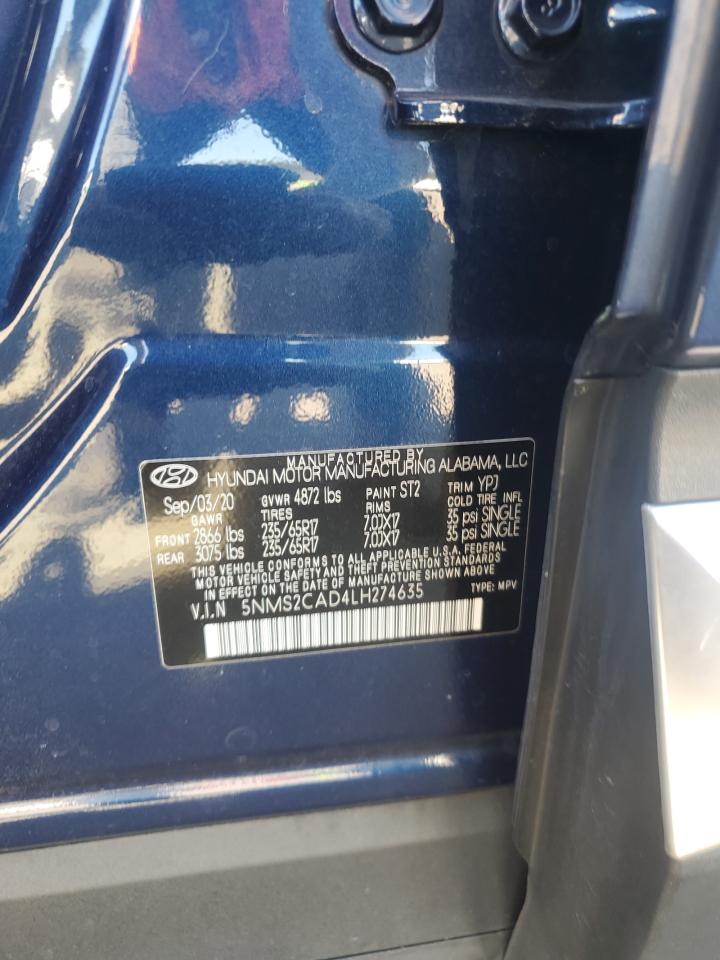 MANUFACTURED BY
HYUNDAI MOTOR MANUFACTURING ALABAMA, LLC
Sep/03/20 GVWR 4872 lbs PAINT ST2 TRIM YPJ
GAWR TIRES RIMS COLD TIRE INFL
FRONT 2866 lbs 235/65R17 7.0JX17 35 psi SINGLE
REAR 3075 lbs 235/65R17 7.0JX17 35 psi SINGLE
THIS VEHICLE CONFORMS TO ALL APPLICABLE U.S.A. FEDERAL
MOTOR VEHICLE SAFETY AND THEFT PREVENTION STANDARDS
IN EFFECT ON THE DATE OF MANUFACTURE SHOWN ABOVE.
V.I.N 5NMS2CAD4LH274635 TYPE: MPV